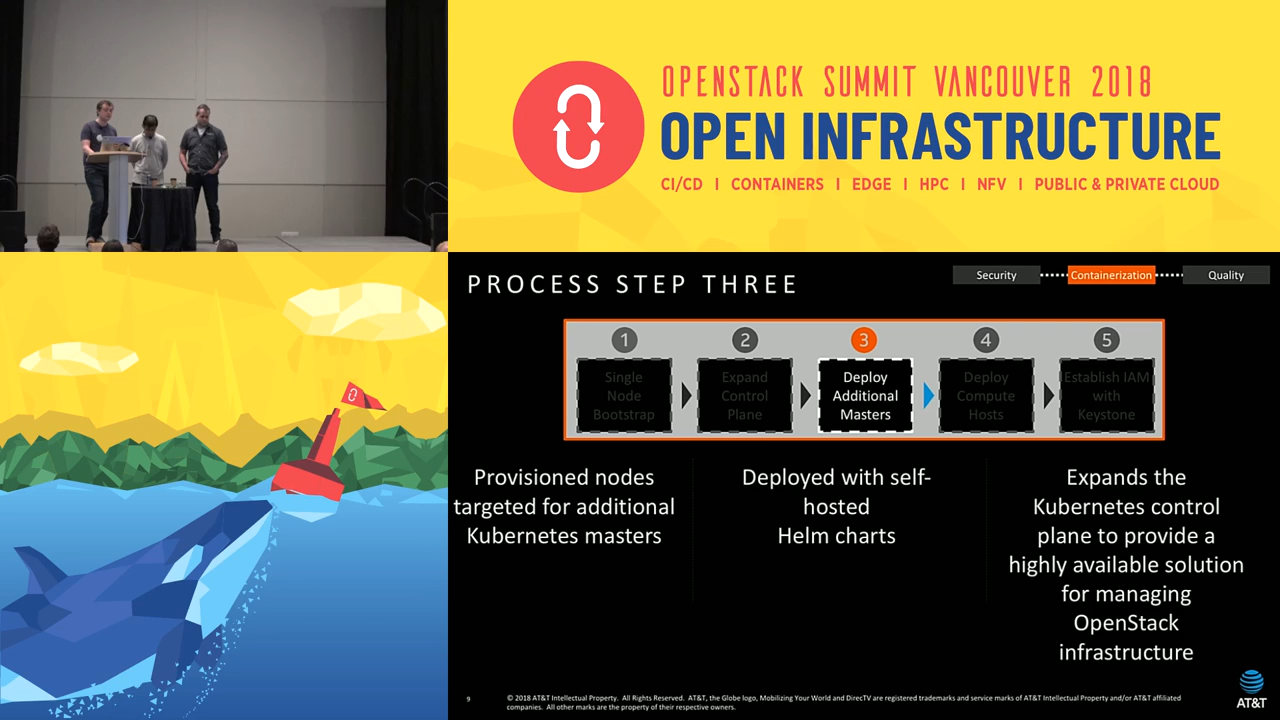 OPENSTACK SUMMIT VANCOUVER 2018
OPEN INFRASTRUCTURE
CI/CD | CONTAINERS | EDGE | HPC | NFV | PUBLIC & PRIVATE CLOUD
PROCESS STEP THREE
Security
Containerization
Quality
1
2
3
4
5
Single
Node
Bootstrap
Expand
Control
Plane
Deploy
Additional
Masters
Deploy
Compute
Hosts
Establish IAM
with
Keystone
Provisioned nodes
targeted for additional
Kubernetes masters
Deployed with self-
hosted
Helm charts
Expands the
Kubernetes control
plane to provide a
highly available solution
for managing
OpenStack
infrastructure
9
© 2018 AT&T Intellectual Property. All Rights Reserved. AT&T, the Globe logo, Mobilizing Your World and DirecTV are registered trademarks and service marks of AT&T Intellectual Property and/or AT&T affiliated
companies. All other marks are the property of their respective owners.
AT&T